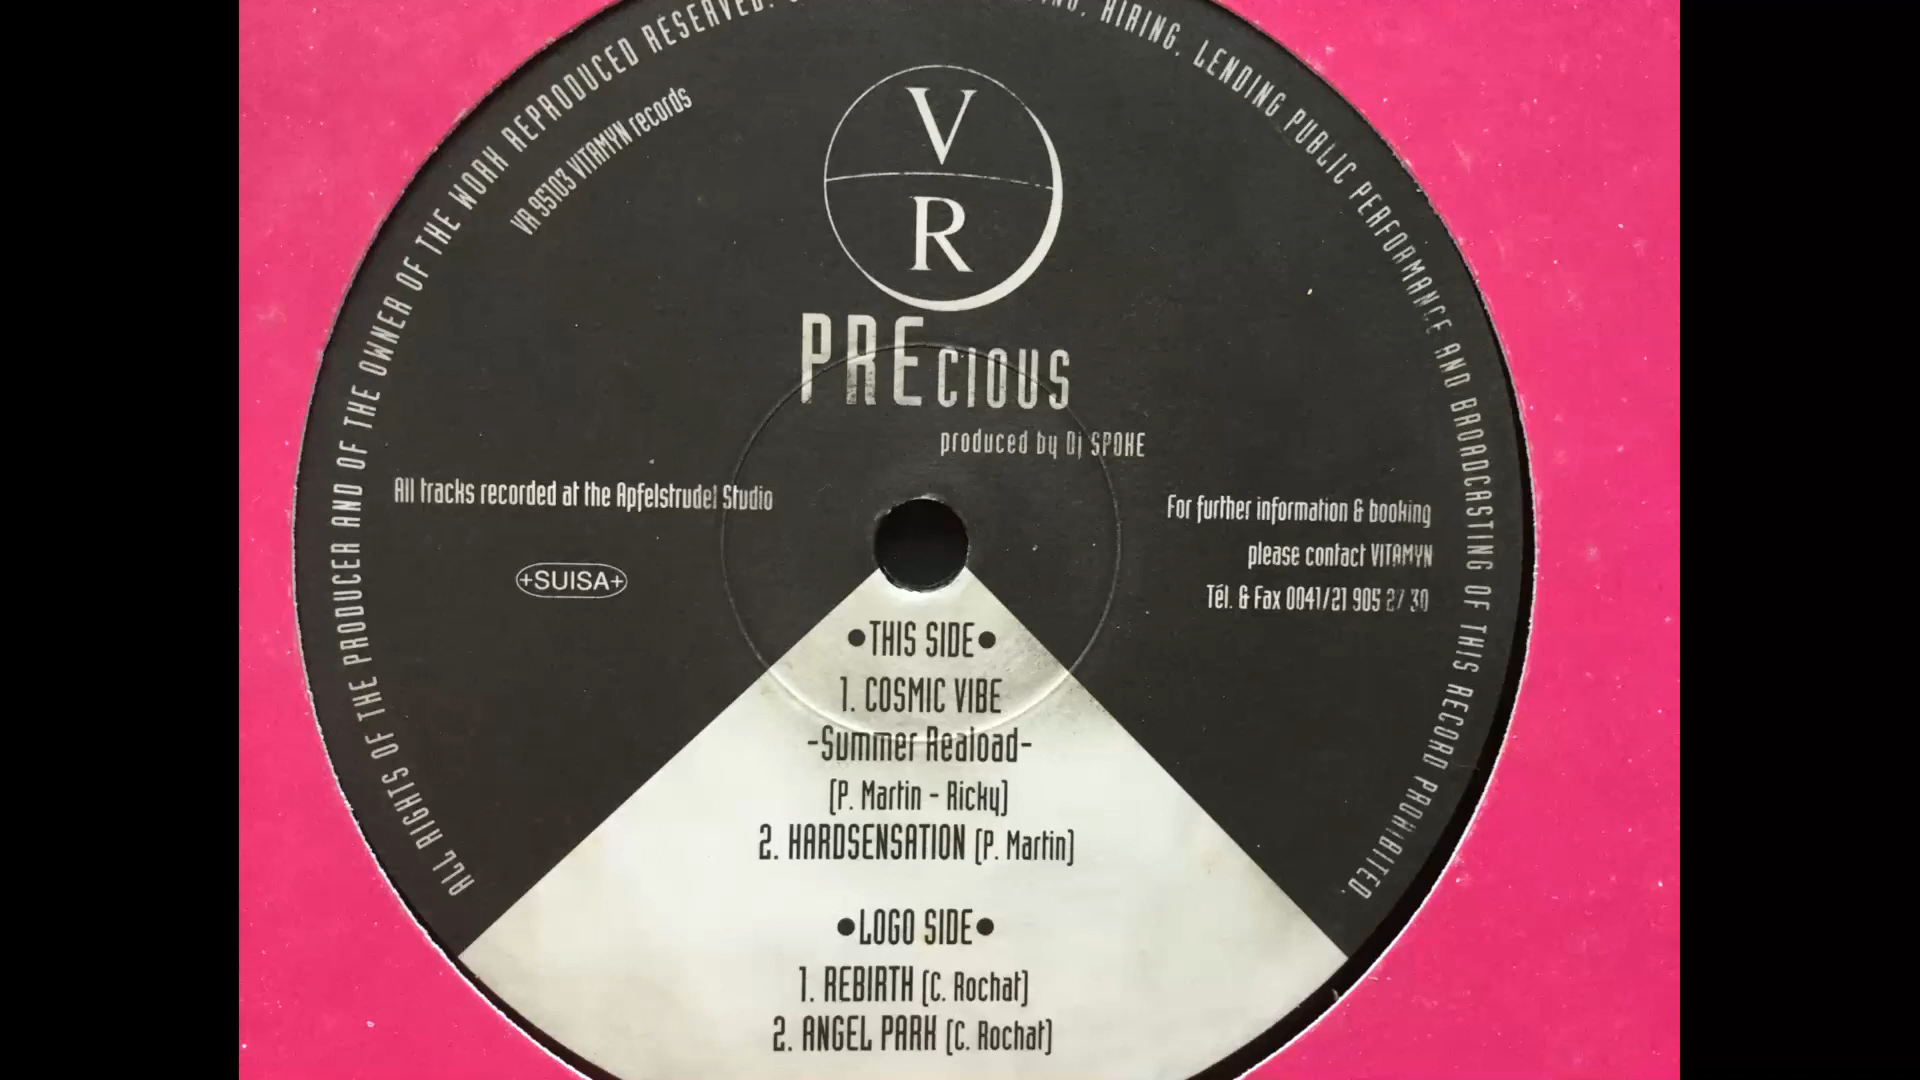 ALL RIGHTS OF THE PRODUCER AND OF THE OWNER OF THE WORK REPRODUCED RESERVED. HIRING. LENDING PUBLIC PERFORMANCE AND BROADCASTING OF THIS RECORD PROHIBITED.
VR 95103 VITAMYN records
V
R
PREcious
produced by Dj SPOKE
All tracks recorded at the Apfelstrudel Studio
+SUISA+
For further information & booking
please contact VITAMYN
Tél. & Fax 0041/21 905 27 30
•THIS SIDE•
1. COSMIC VIBE
-Summer Reaload-
(P. Martin - Ricky)
2. HARDSENSATION (P. Martin)
•LOGO SIDE•
1. REBIRTH (C. Rochat)
2. ANGEL PARK (C. Rochat)